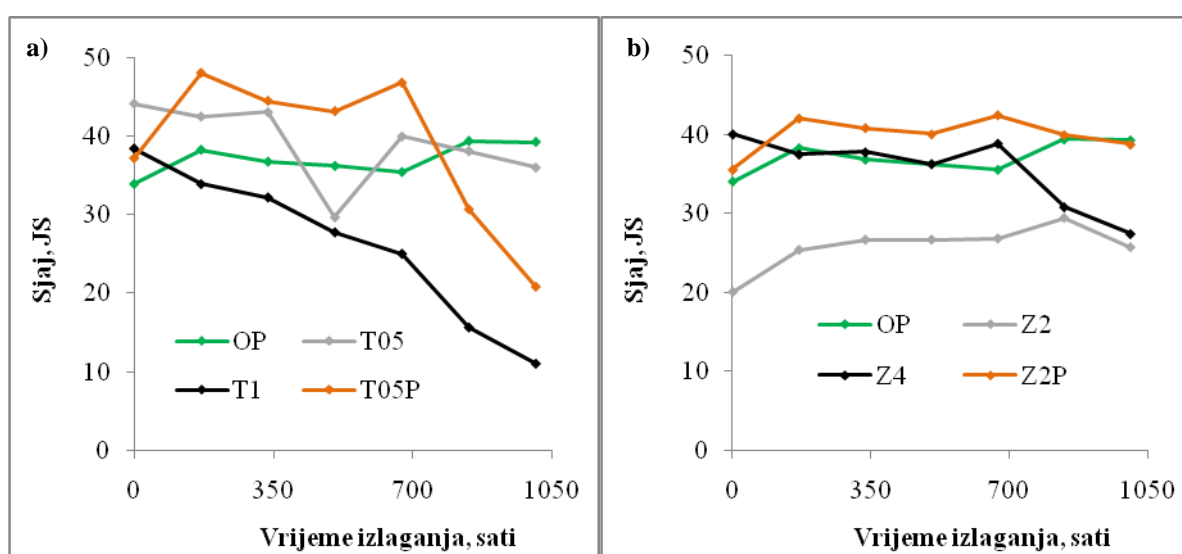 a)
50
40
30
20
10
0
Sjaj, JS
OP T05
T1 T05P
0 350 700 1050
Vrijeme izlaganja, sati
b)
50
40
30
20
10
0
Sjaj, JS
OP Z2
Z4 Z2P
0 350 700 1050
Vrijeme izlaganja, sati